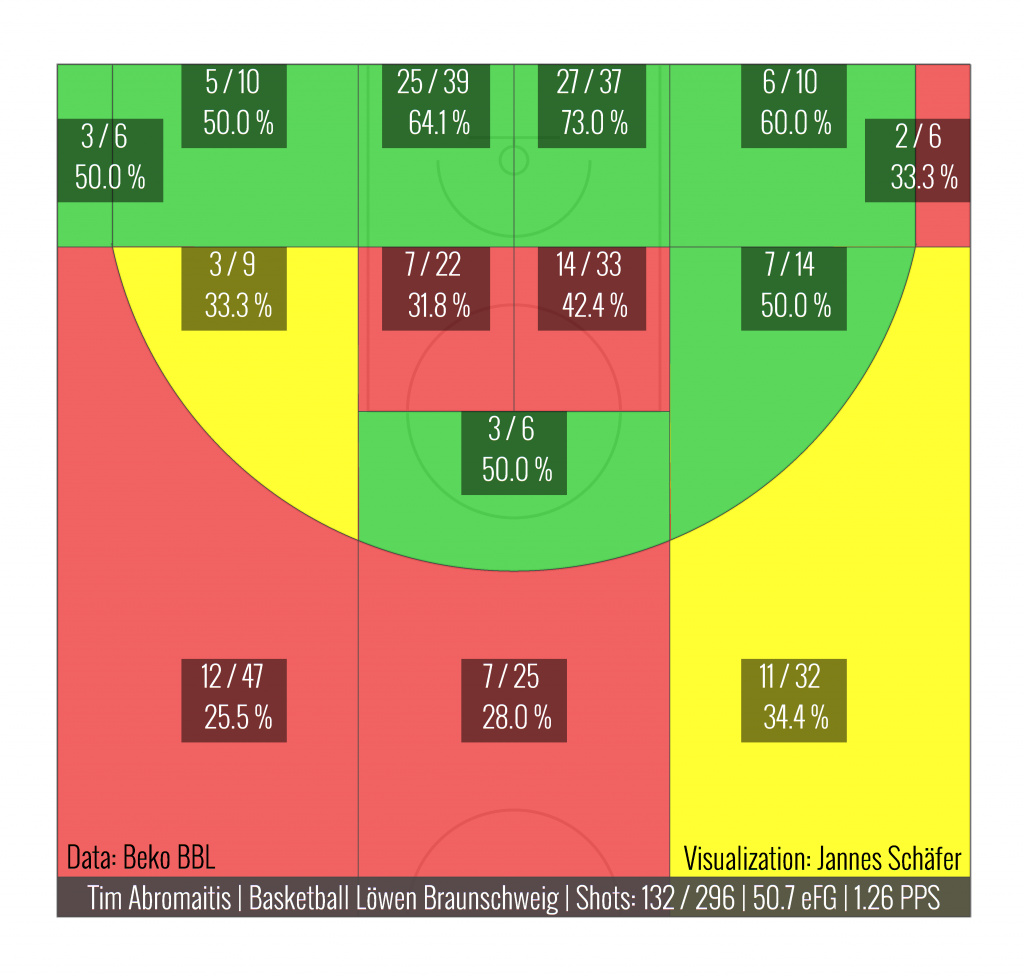 5 / 10
50.0 %
25 / 39
64.1 %
27 / 37
73.0 %
6 / 10
60.0 %
3 / 6
50.0 %
2 / 6
33.3 %
3 / 9
33.3 %
7 / 22
31.8 %
14 / 33
42.4 %
7 / 14
50.0 %
3 / 6
50.0 %
12 / 47
25.5 %
7 / 25
28.0 %
11 / 32
34.4 %
Data: Beko BBL
Visualization: Jannes Schäfer
Tim Abromaitis | Basketball Löwen Braunschweig | Shots: 132 / 296 | 50.7 eFG | 1.26 PPS